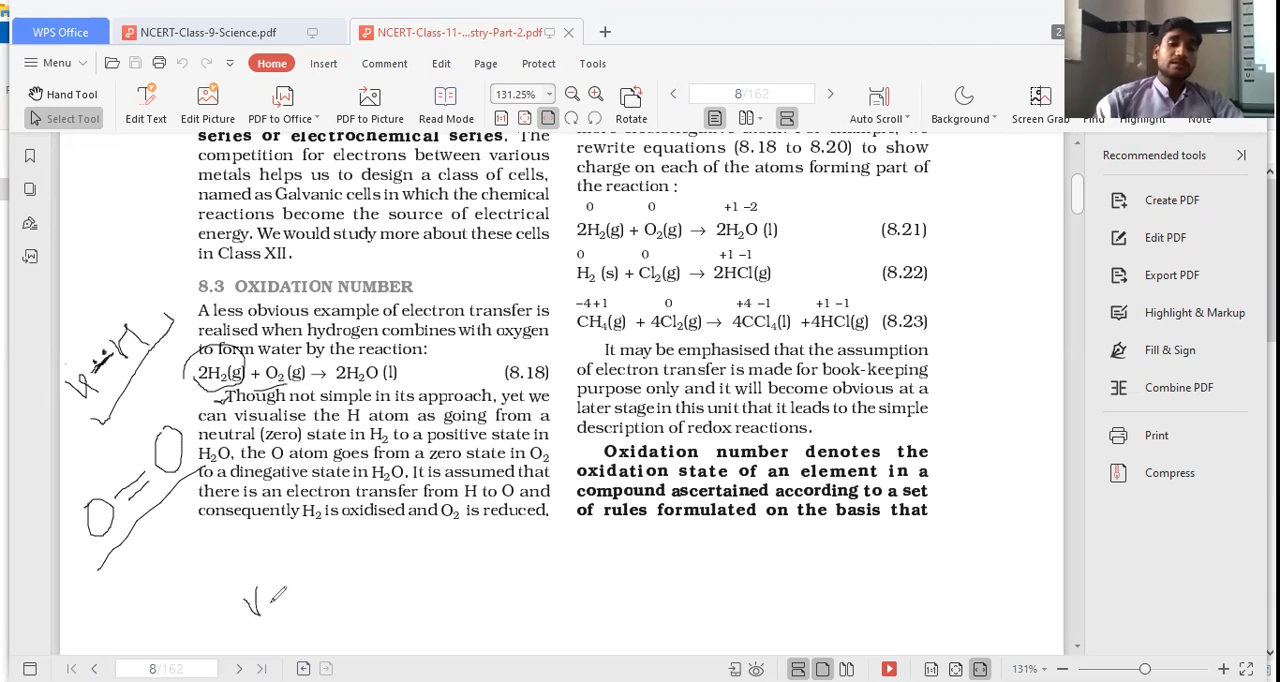 WPS Office
NCERT-Class-9-Science.pdf
NCERT-Class-11-...stry-Part-2.pdf
2
Menu
Home
Insert
Comment
Edit
Page
Protect
Tools
Hand Tool
Select Tool
Edit Text
Edit Picture
PDF to Office
PDF to Picture
Read Mode
131.25%
Rotate
8/162
Auto Scroll
Background
Screen Grab
Find
Highlight
Note
series or electrochemical series. The
competition for electrons between various
metals helps us to design a class of cells,
named as Galvanic cells in which the chemical
reactions become the source of electrical
energy. We would study more about these cells
in Class XII.
8.3 OXIDATION NUMBER
A less obvious example of electron transfer is
realised when hydrogen combines with oxygen
to form water by the reaction:
2H₂(g) + O₂ (g) → 2H₂O (l) (8.18)
Though not simple in its approach, yet we
can visualise the H atom as going from a
neutral (zero) state in H₂ to a positive state in
H₂O, the O atom goes from a zero state in O₂
to a dinegative state in H₂O. It is assumed that
there is an electron transfer from H to O and
consequently H₂ is oxidised and O₂ is reduced.
H-H
O=O
more electronegative atom. For example, we
rewrite equations (8.18 to 8.20) to show
charge on each of the atoms forming part of
the reaction :
0 0 +1 –2
2H₂(g) + O₂(g) → 2H₂O (l) (8.21)
0 0 +1 –1
H₂ (s) + Cl₂(g) → 2HCl(g) (8.22)
–4+1 0 +4 –1 +1 –1
CH₄(g) + 4Cl₂(g) → 4CCl₄(l) +4HCl(g) (8.23)
It may be emphasised that the assumption
of electron transfer is made for book-keeping
purpose only and it will become obvious at a
later stage in this unit that it leads to the simple
description of redox reactions.
Oxidation number denotes the
oxidation state of an element in a
compound ascertained according to a set
of rules formulated on the basis that
Recommended tools
Create PDF
Edit PDF
Export PDF
Highlight & Markup
Fill & Sign
Combine PDF
Print
Compress
8/162
131%